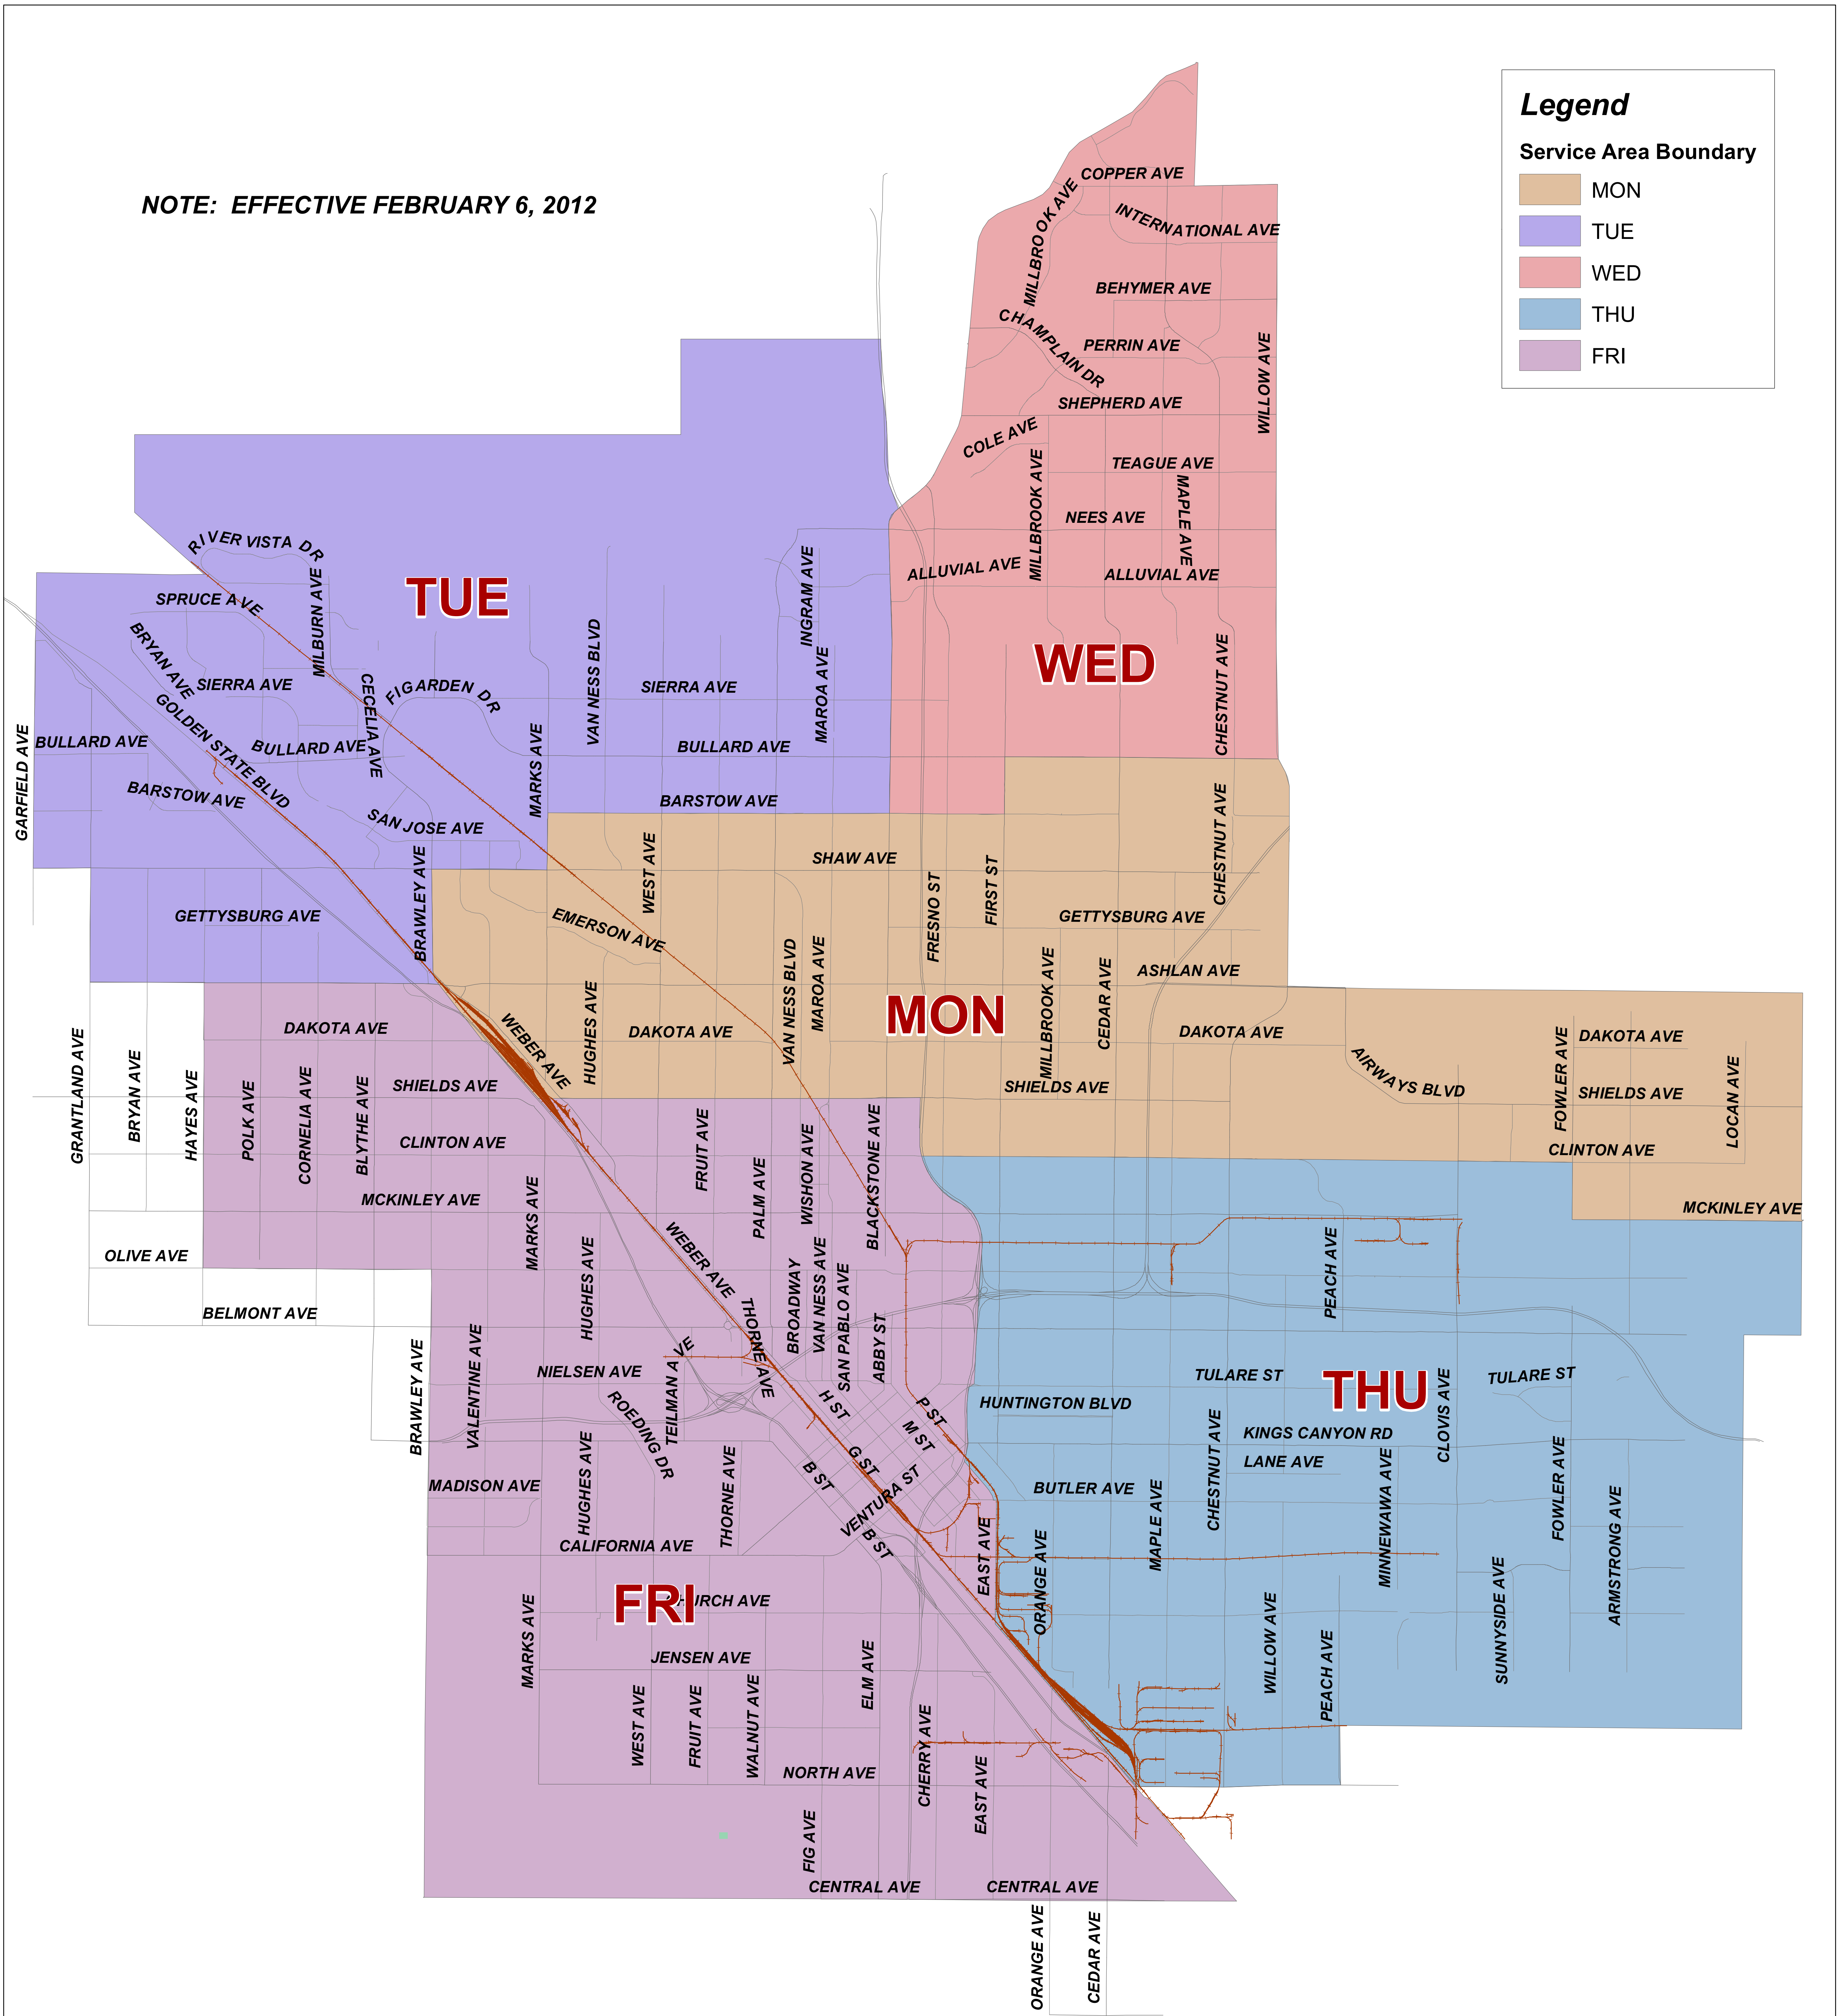 Legend
Service Area Boundary
MON
TUE
WED
THU
FRI
NOTE: EFFECTIVE FEBRUARY 6, 2012
COPPER AVE
MILLBROOK AVE
INTERNATIONAL AVE
BEHYMER AVE
CHAMPLAIN DR
PERRIN AVE
WILLOW AVE
SHEPHERD AVE
COLE AVE
TEAGUE AVE
MILLBROOK AVE
MAPLE AVE
NEES AVE
ALLUVIAL AVE
ALLUVIAL AVE
WED
CHESTNUT AVE
RIVER VISTA DR
TUE
SPRUCE AVE
MILBURN AVE
INGRAM AVE
BRYAN AVE
SIERRA AVE
CECELIA AVE
FIGARDEN DR
VAN NESS BLVD
SIERRA AVE
MAROA AVE
GOLDEN STATE BLVD
GARFIELD AVE
BULLARD AVE
BULLARD AVE
MARKS AVE
BULLARD AVE
BARSTOW AVE
BARSTOW AVE
SAN JOSE AVE
CHESTNUT AVE
BRAWLEY AVE
WEST AVE
SHAW AVE
FRESNO ST
FIRST ST
GETTYSBURG AVE
EMERSON AVE
GETTYSBURG AVE
VAN NESS BLVD
MAROA AVE
ASHLAN AVE
MILLBROOK AVE
CEDAR AVE
HUGHES AVE
MON
DAKOTA AVE
WEBER AVE
DAKOTA AVE
DAKOTA AVE
DAKOTA AVE
FOWLER AVE
AIRWAYS BLVD
LOCAN AVE
GRANTLAND AVE
BRYAN AVE
HAYES AVE
POLK AVE
CORNELIA AVE
BLYTHE AVE
SHIELDS AVE
SHIELDS AVE
SHIELDS AVE
CLINTON AVE
CLINTON AVE
FRUIT AVE
PALM AVE
WISHON AVE
BLACKSTONE AVE
MCKINLEY AVE
MCKINLEY AVE
MARKS AVE
OLIVE AVE
WEBER AVE
HUGHES AVE
BROADWAY
VAN NESS AVE
SAN PABLO AVE
PEACH AVE
BELMONT AVE
THORNE AVE
ABBY ST
BRAWLEY AVE
VALENTINE AVE
NIELSEN AVE
TEILMAN AVE
TULARE ST
THU
CLOVIS AVE
TULARE ST
ROEDING DR
H ST
P ST
M ST
HUNTINGTON BLVD
CHESTNUT AVE
KINGS CANYON RD
LANE AVE
G ST
B ST
VENTURA ST
B ST
HUGHES AVE
THORNE AVE
MADISON AVE
BUTLER AVE
MAPLE AVE
MINNEWAWA AVE
FOWLER AVE
ARMSTRONG AVE
CALIFORNIA AVE
EAST AVE
ORANGE AVE
SUNNYSIDE AVE
FRI
CHURCH AVE
MARKS AVE
WILLOW AVE
PEACH AVE
JENSEN AVE
ELM AVE
WEST AVE
FRUIT AVE
WALNUT AVE
CHERRY AVE
NORTH AVE
EAST AVE
FIG AVE
CENTRAL AVE
CENTRAL AVE
ORANGE AVE
CEDAR AVE